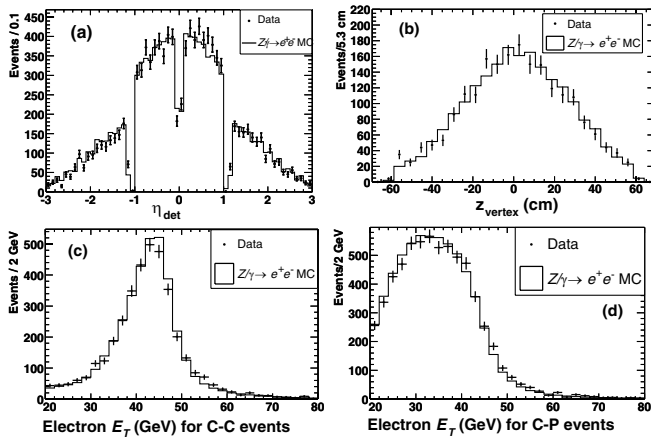 Events / 0.1
450
400
350
300
250
200
150
100
50
0
(a)
Data
Z/γ→e⁺e⁻ MC
-3 -2 -1 0 1 2 3
η_det
Events/5.3 cm
220
200
180
160
140
120
100
80
60
40
20
0
(b)
Data
Z/γ→ e⁺e⁻ MC
-60 -40 -20 0 20 40 60
z_vertex (cm)
Events / 2 GeV
500
400
300
200
100
0
(c)
Data
Z/γ→ e⁺e⁻ MC
20 30 40 50 60 70 80
Electron E_T (GeV) for C-C events
Events/2 GeV
500
400
300
200
100
0
Data
Z/γ→ e⁺e⁻ MC
(d)
20 30 40 50 60 70 80
Electron E_T (GeV) for C-P events